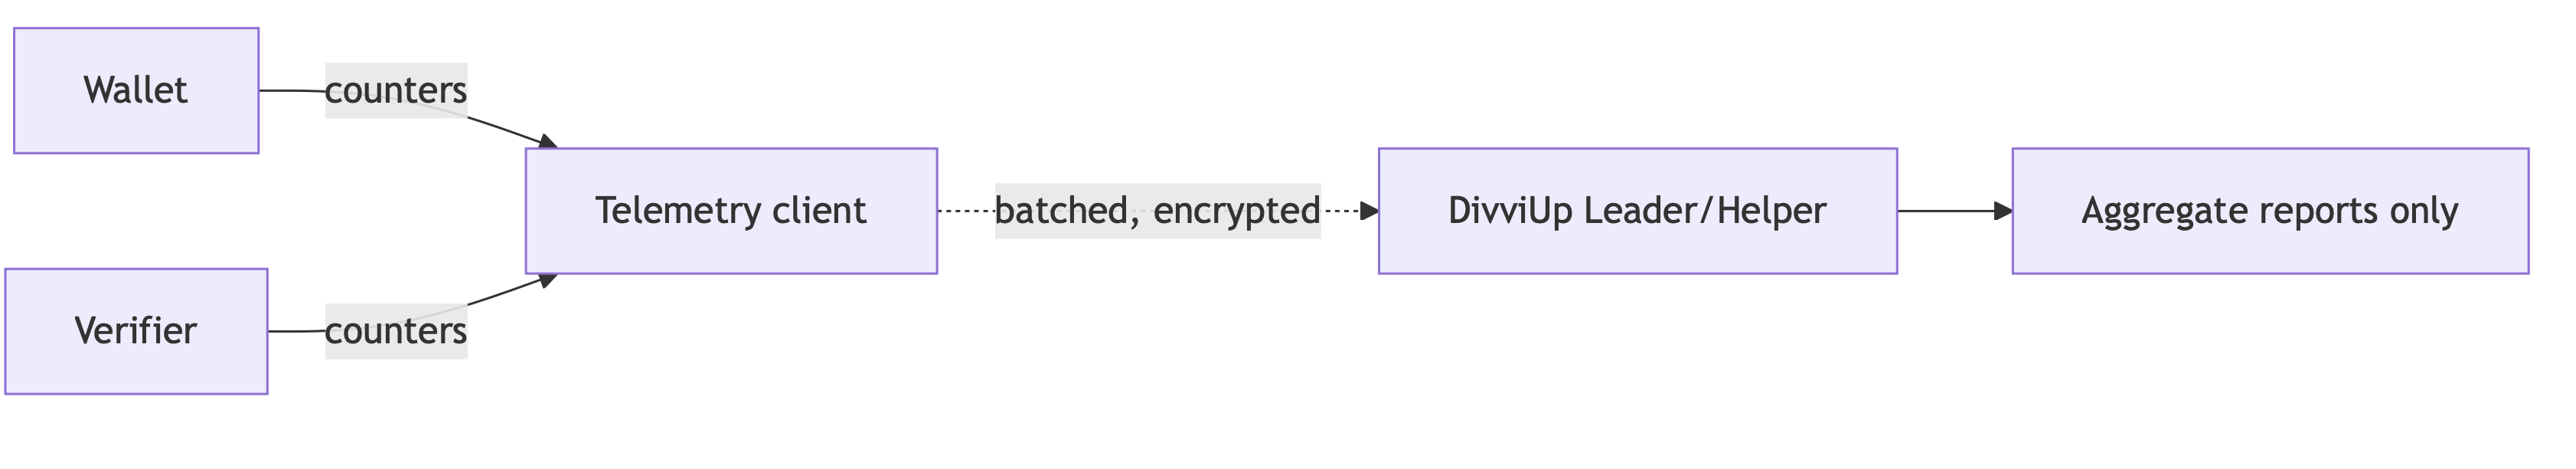 Wallet
counters
Telemetry client
batched, encrypted
DivviUp Leader/Helper
Aggregate reports only
Verifier
counters